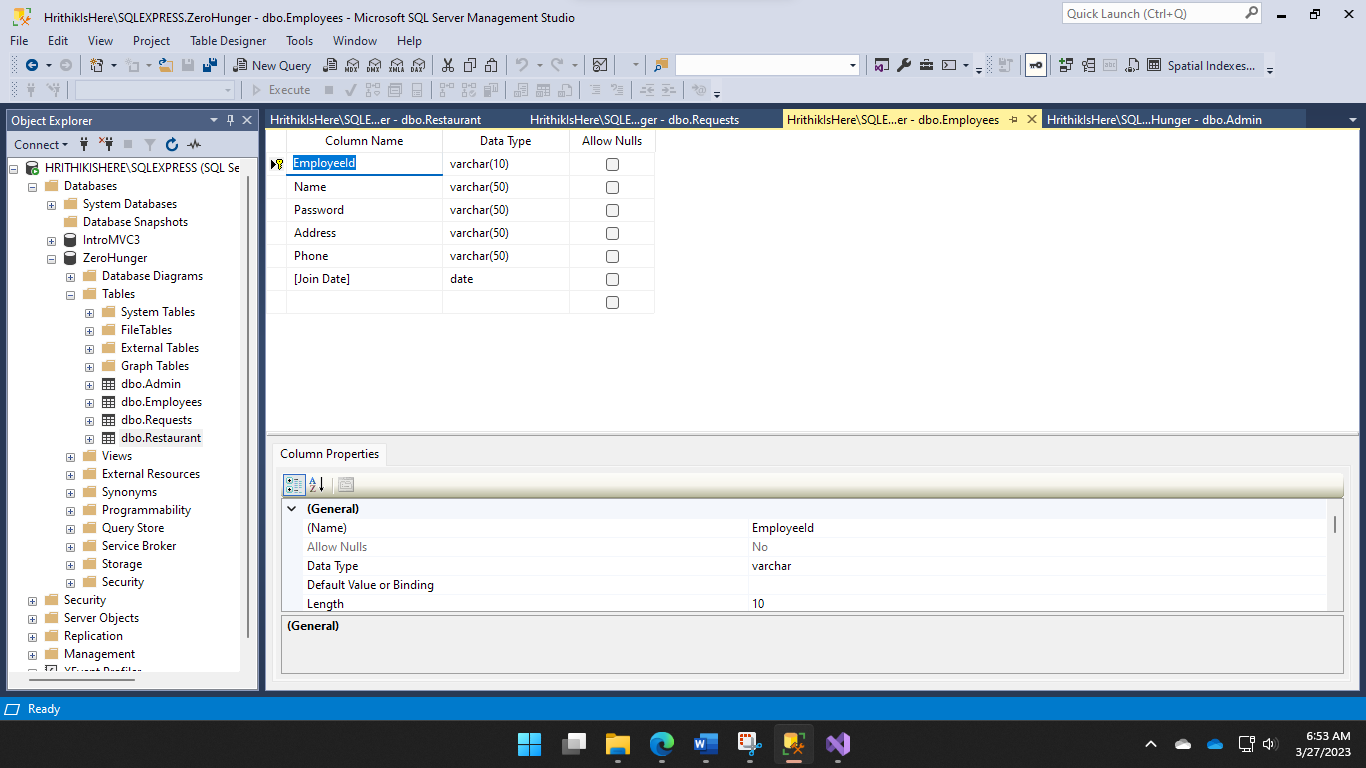 HrithikIsHere\SQLEXPRESS.ZeroHunger - dbo.Employees - Microsoft SQL Server Management Studio
Quick Launch (Ctrl+Q)
File Edit View Project Table Designer Tools Window Help
New Query MDX DMX XMLA DAX Spatial Indexes...
Execute
Object Explorer
HrithikIsHere\SQLE...er - dbo.Restaurant HrithikIsHere\SQLE...ger - dbo.Requests HrithikIsHere\SQLE...er - dbo.Employees HrithikIsHere\SQL...Hunger - dbo.Admin
Connect
HRITHIKISHERE\SQLEXPRESS (SQL Se
Databases
System Databases
Database Snapshots
IntroMVC3
ZeroHunger
Database Diagrams
Tables
System Tables
FileTables
External Tables
Graph Tables
dbo.Admin
dbo.Employees
dbo.Requests
dbo.Restaurant
Views
External Resources
Synonyms
Programmability
Query Store
Service Broker
Storage
Security
Security
Server Objects
Replication
Management
XEvent Profiler
Column Name Data Type Allow Nulls
EmployeeId varchar(10)
Name varchar(50)
Password varchar(50)
Address varchar(50)
Phone varchar(50)
[Join Date] date
Column Properties
(General)
(Name) EmployeeId
Allow Nulls No
Data Type varchar
Default Value or Binding
Length 10
(General)
Ready
6:53 AM
3/27/2023